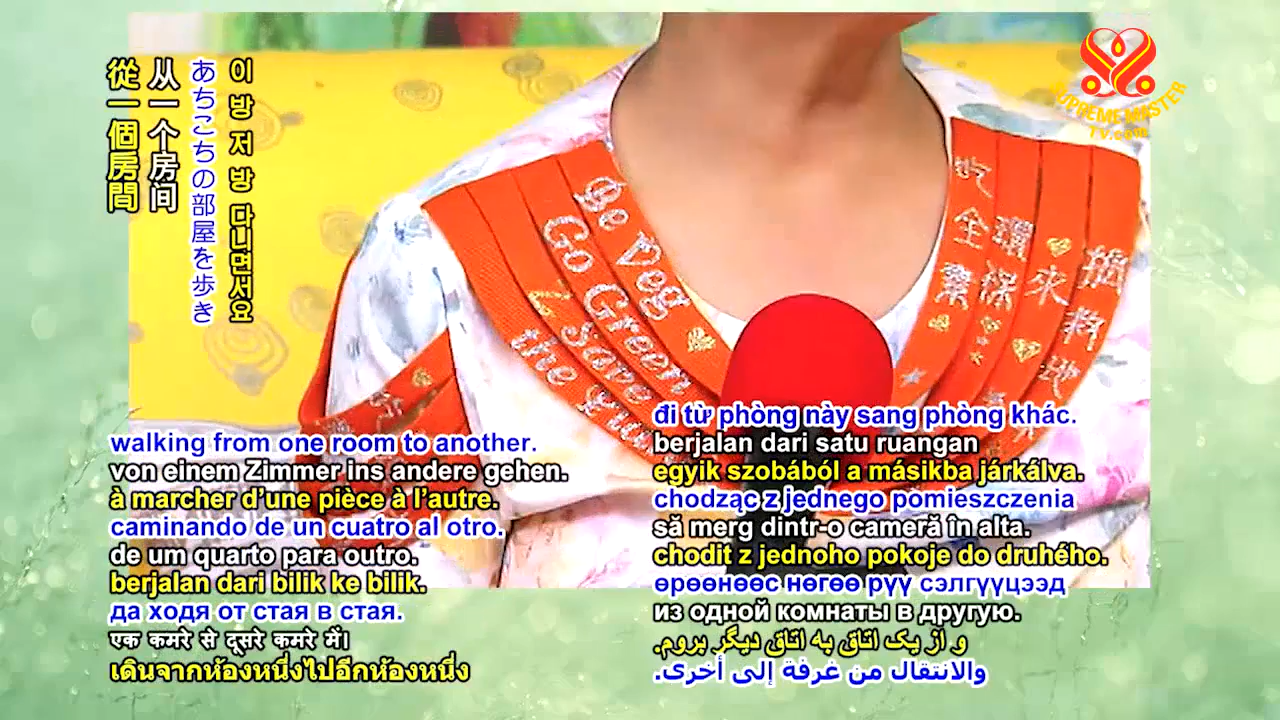 從一個房間
从一个房间
あちこちの部屋を歩き
이 방 저 방 다니면서요
SUPREME MASTER
TV.com
Be Veg
Go Green
Save
the
吃全素
環保
walking from one room to another.
von einem Zimmer ins andere gehen.
à marcher d'une pièce à l'autre.
caminando de un cuatro al otro.
de um quarto para outro.
berjalan dari bilik ke bilik.
да ходя от стая в стая.
एक कमरे से दूसरे कमरे में।
เดินจากห้องหนึ่งไปอีกห้องหนึ่ง
đi từ phòng này sang phòng khác.
berjalan dari satu ruangan
egyik szobából a másikba járkálva.
chodząc z jednego pomieszczenia
să merg dintr-o cameră în alta.
chodit z jednoho pokoje do druhého.
өрөөнөөс нөгөө рүү сэлгүүцээд
из одной комнаты в другую.
و از یک اتاق به اتاق دیگر بروم.
والانتقال من غرفة إلى أخرى.